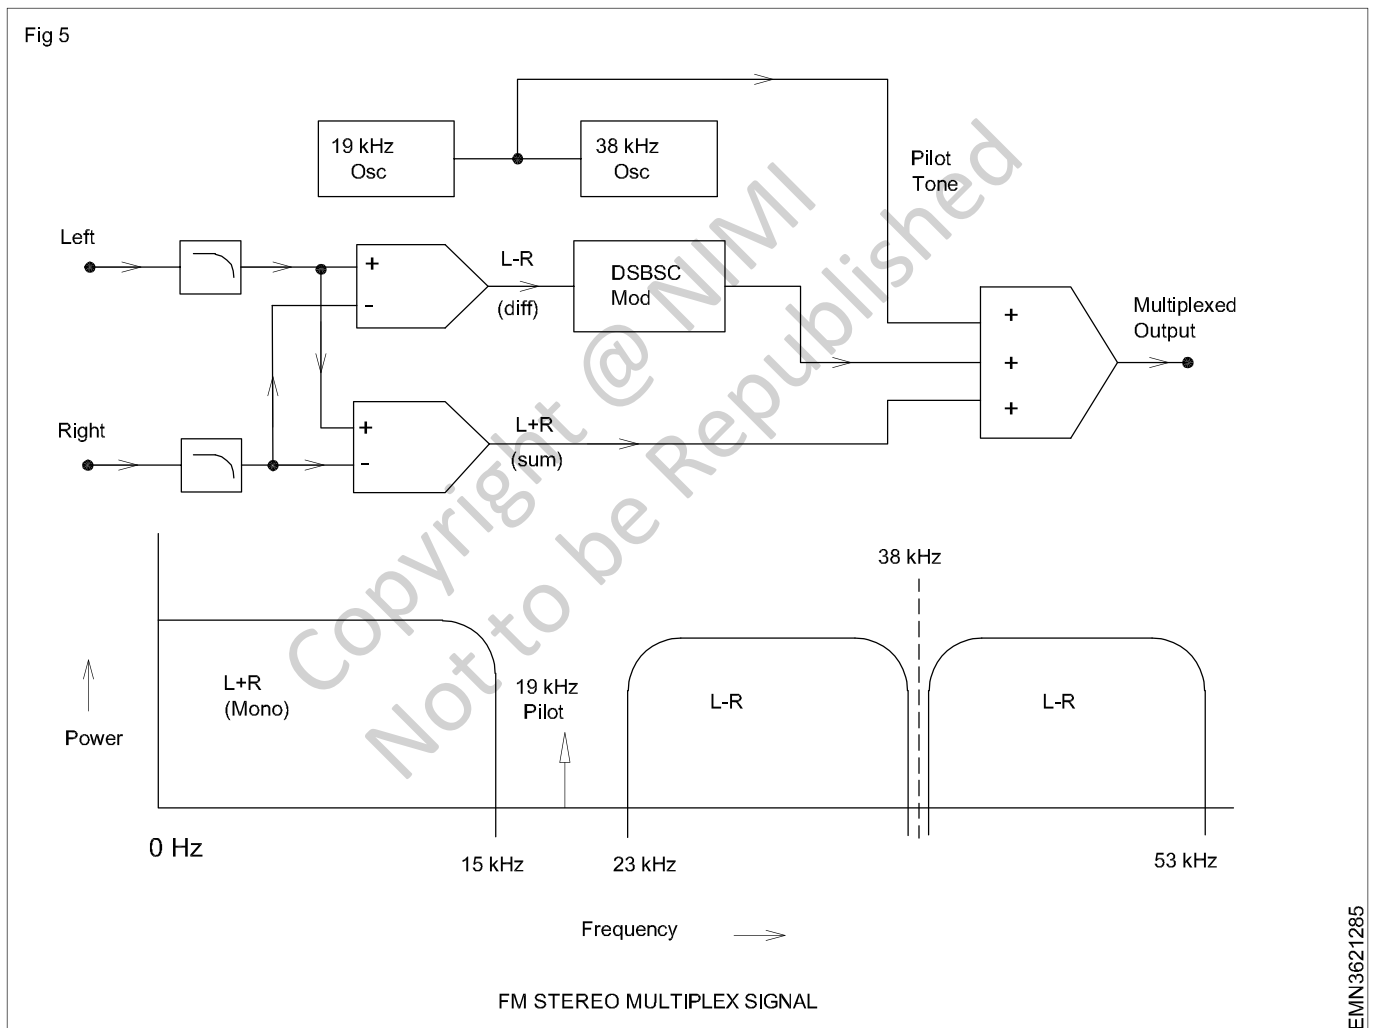 Fig 5
19 kHz
Osc
38 kHz
Osc
Pilot
Tone
Left
+
-
L-R
(diff)
DSBSC
Mod
+
+
+
Multiplexed
Output
Right
+
-
L+R
(sum)
Copyright @ NIMI
Not to be Republished
38 kHz
L+R
(Mono)
19 kHz
Pilot
L-R
L-R
Power
0 Hz
15 kHz
23 kHz
53 kHz
Frequency
FM STEREO MULTIPLEX SIGNAL
EMN3621285